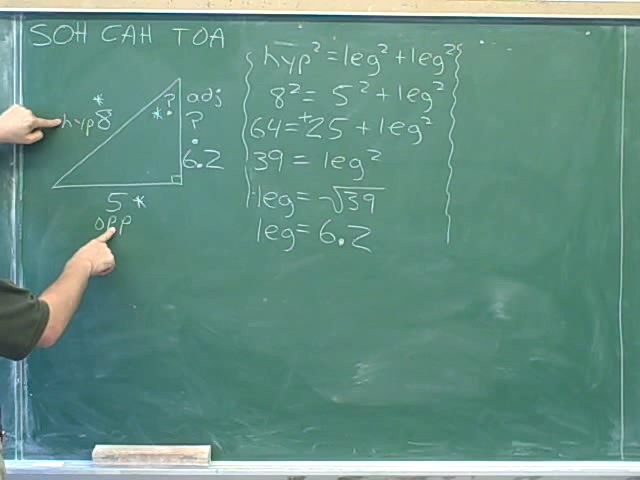 SOH CAH TOA
* hyp 8
? *
adj
?
6.2
5 *
opp
hyp² = leg² + leg²
8² = 5² + leg²
64 = 25 + leg²
39 = leg²
leg = √39
leg = 6.2